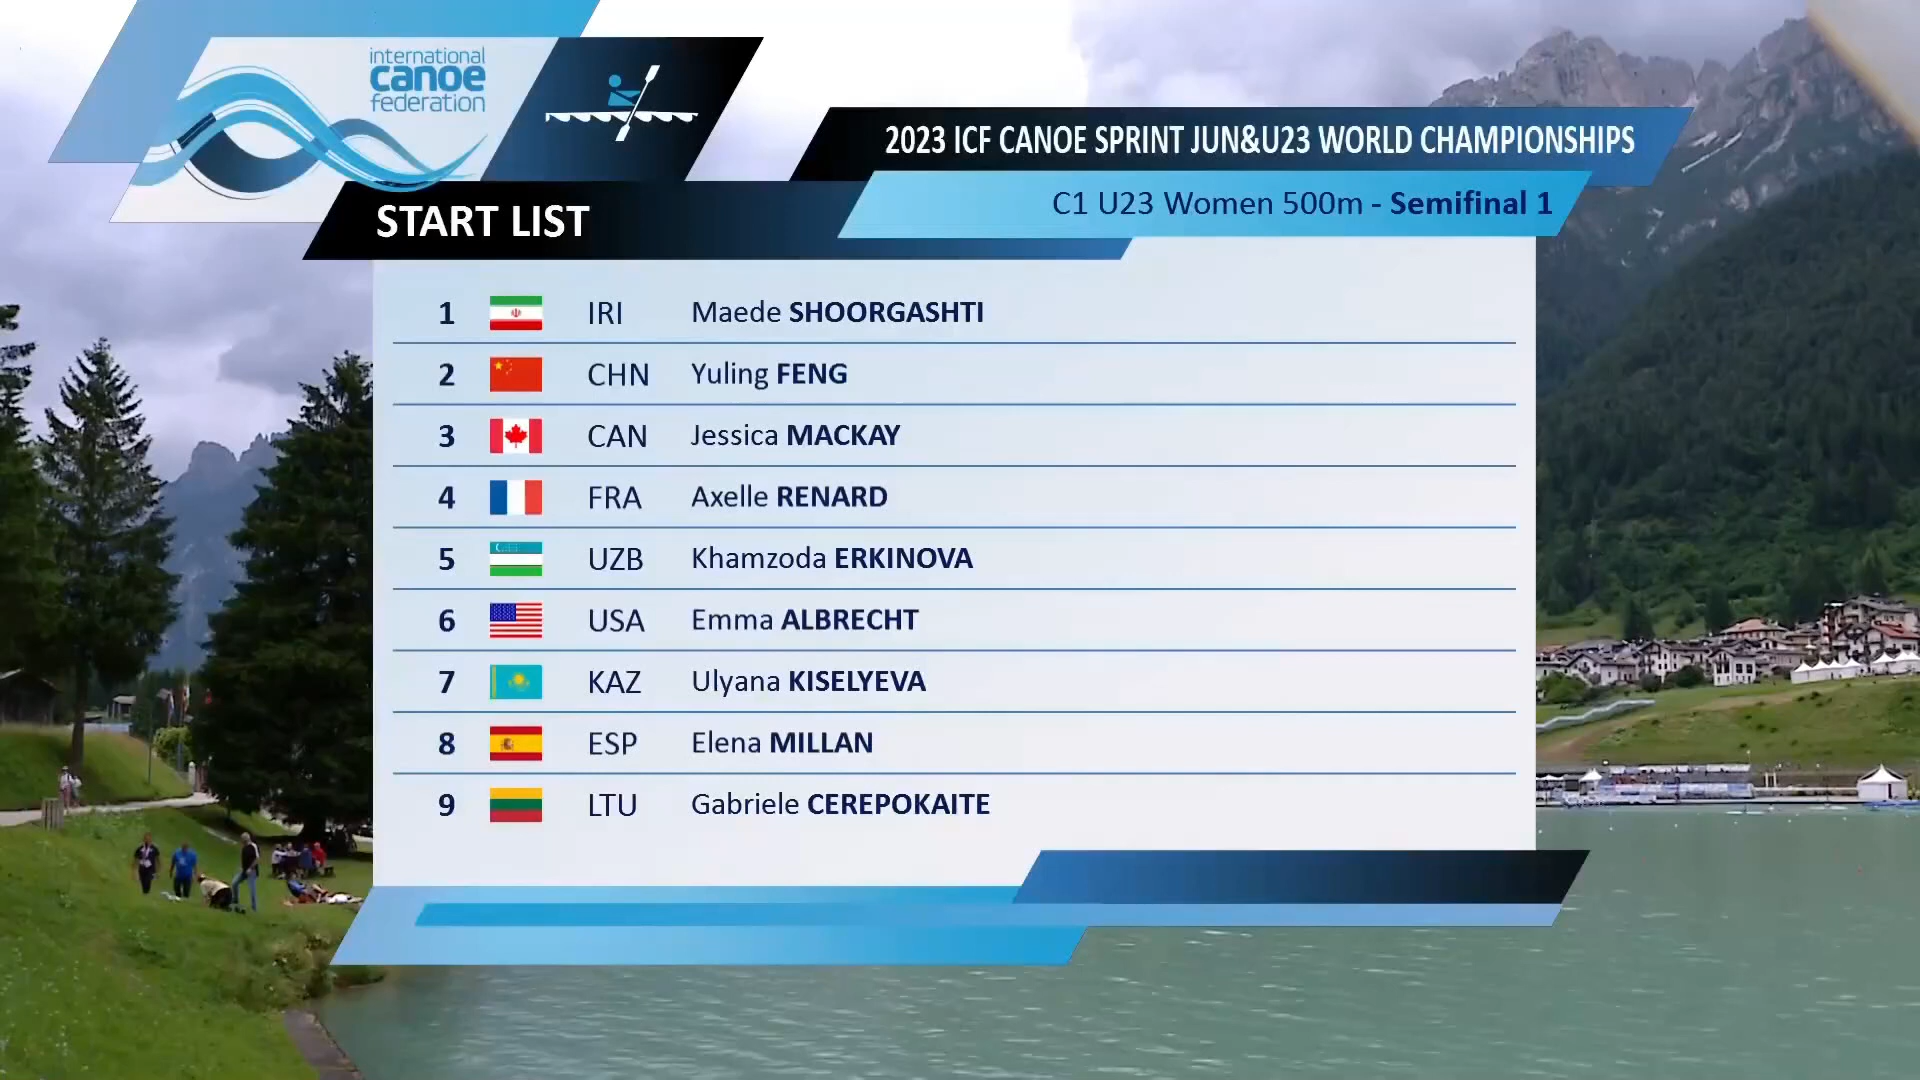 international
canoe
federation
2023 ICF CANOE SPRINT JUN&U23 WORLD CHAMPIONSHIPS
C1 U23 Women 500m - Semifinal 1
START LIST
1 IRI Maede SHOORGASHTI
2 CHN Yuling FENG
3 CAN Jessica MACKAY
4 FRA Axelle RENARD
5 UZB Khamzoda ERKINOVA
6 USA Emma ALBRECHT
7 KAZ Ulyana KISELYEVA
8 ESP Elena MILLAN
9 LTU Gabriele CEREPOKAITE